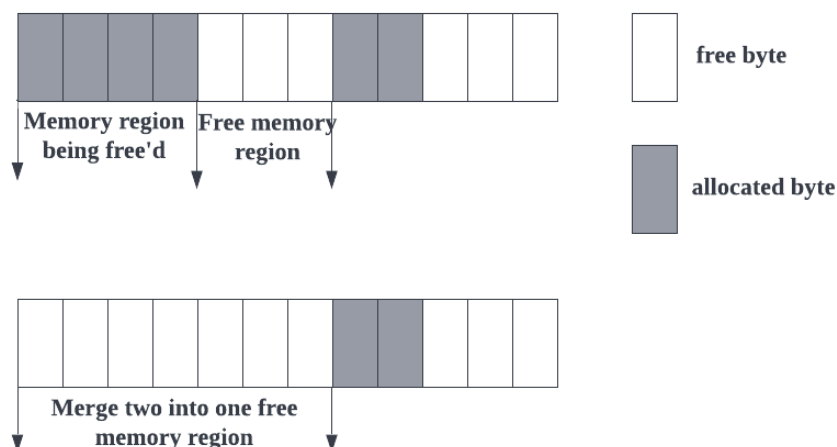 free byte
Memory region
being free'd
Free memory
region
allocated byte
Merge two into one free
memory region